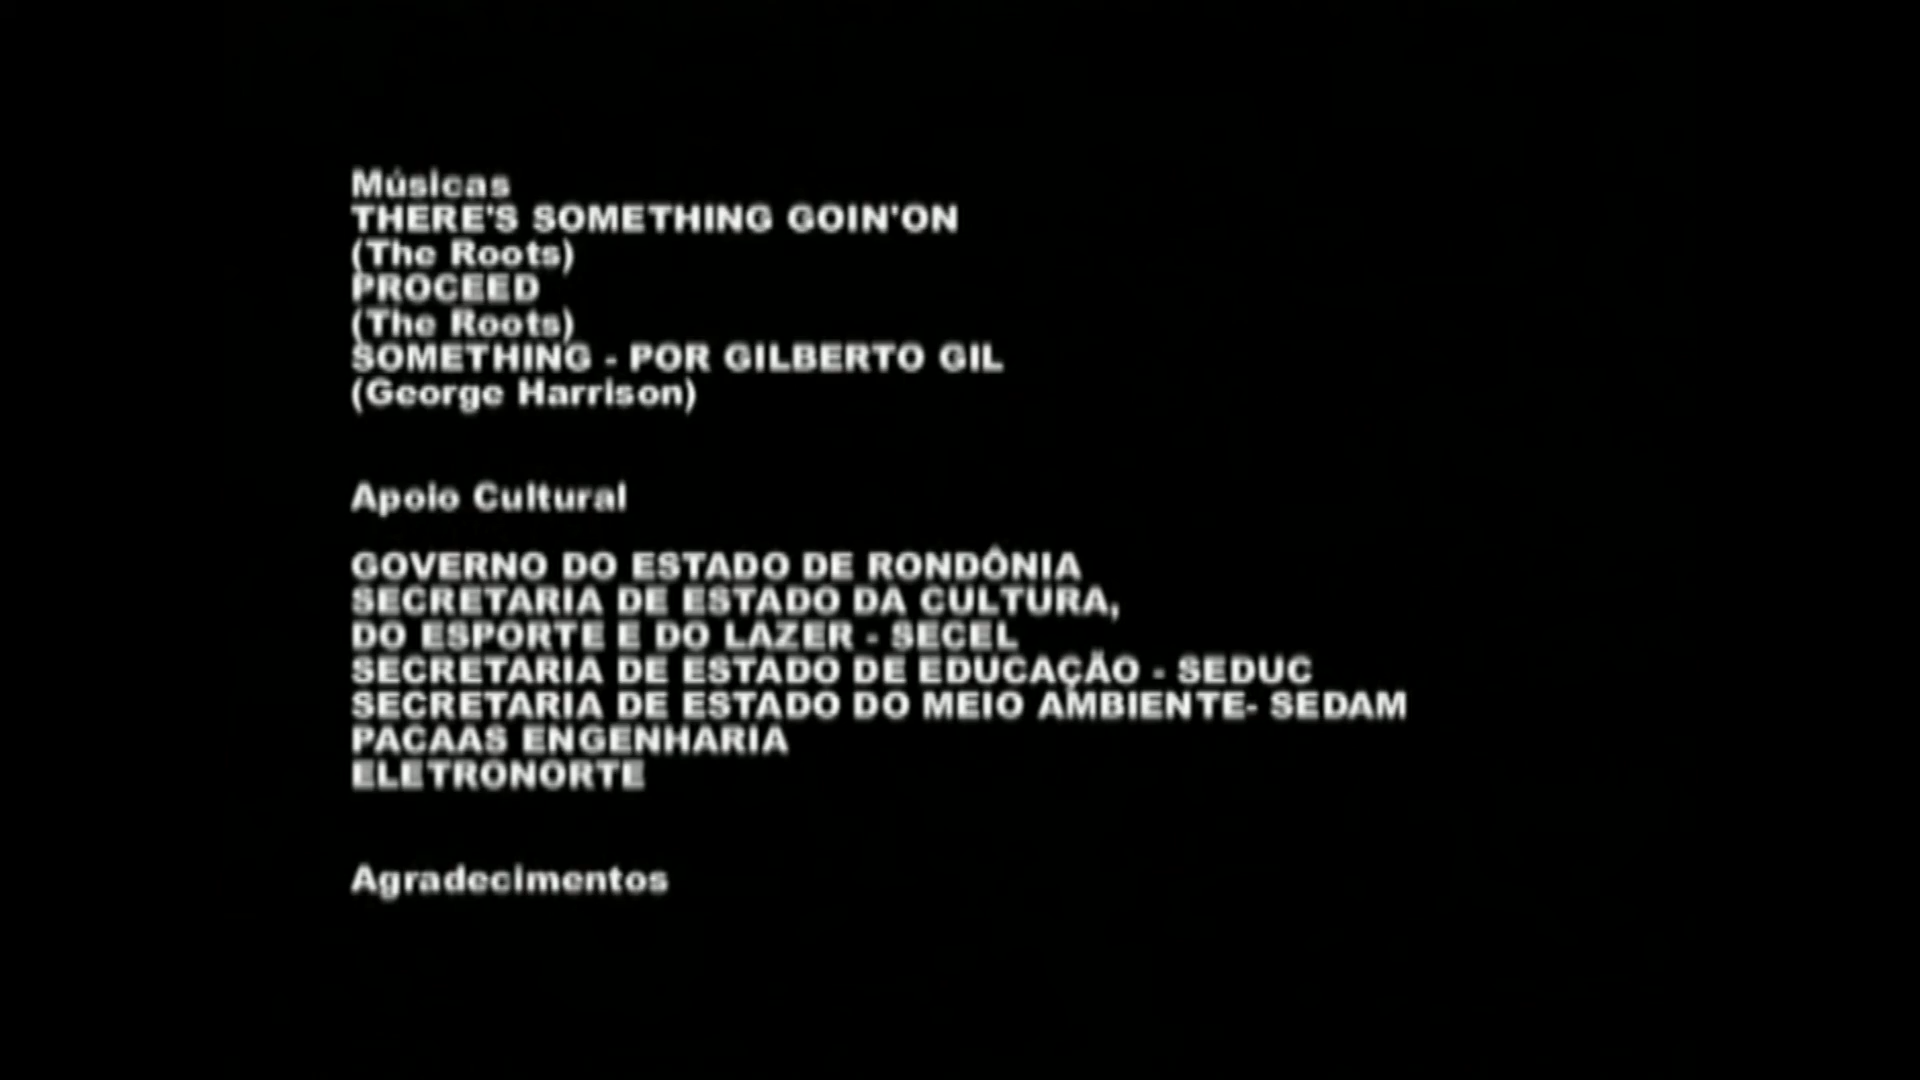 Músicas
THERE'S SOMETHING GOIN'ON
(The Roots)
PROCEED
(The Roots)
SOMETHING - POR GILBERTO GIL
(George Harrison)
Apoio Cultural
GOVERNO DO ESTADO DE RONDÔNIA
SECRETARIA DE ESTADO DA CULTURA,
DO ESPORTE E DO LAZER - SECEL
SECRETARIA DE ESTADO DE EDUCAÇÃO - SEDUC
SECRETARIA DE ESTADO DO MEIO AMBIENTE- SEDAM
PACAAS ENGENHARIA
ELETRONORTE
Agradecimentos